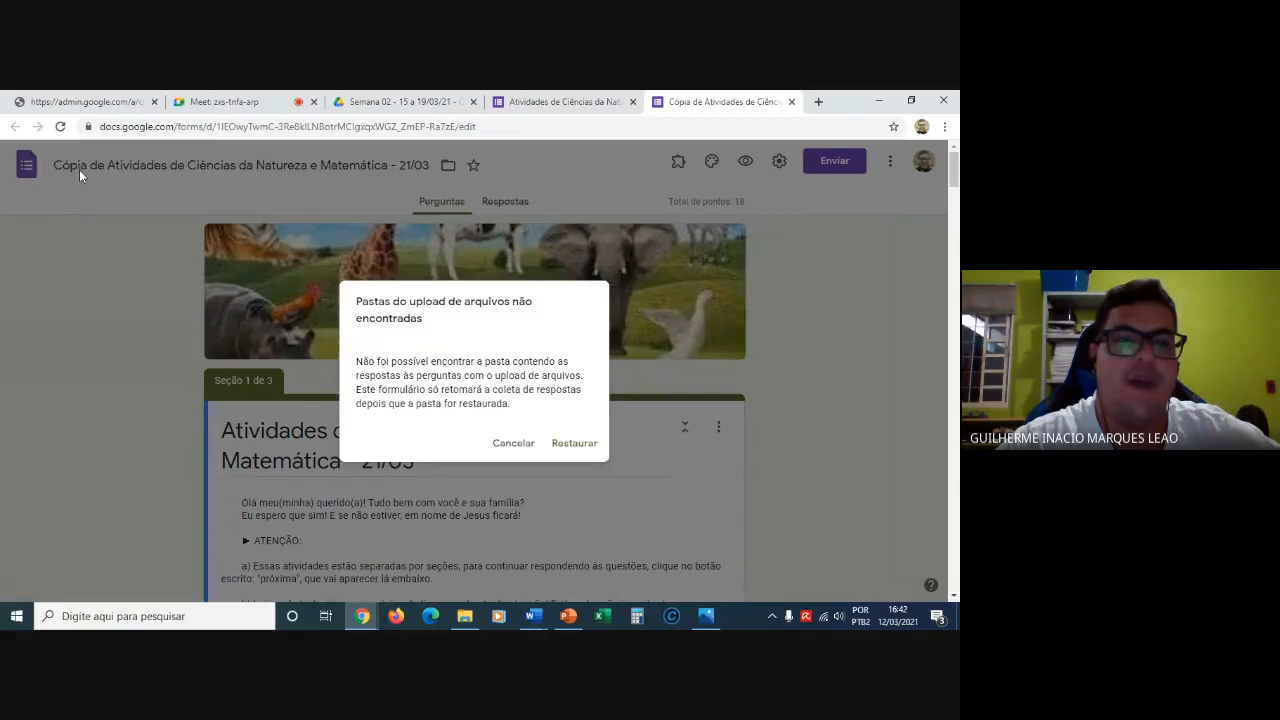 https://admin.google.com/a/c
Meet: zxs-tnfa-arp
Semana 02 - 15 a 19/03/21 -
Atividades de Ciências da Nat
Cópia de Atividades de Ciênci
docs.google.com/forms/d/1IEOwyTwmC-3Re8klLNBotrMCIgxqxWGZ_ZmEP-Ra7zE/edit
Cópia de Atividades de Ciências da Natureza e Matemática - 21/03
Enviar
Perguntas
Respostas
Total de pontos: 18
Pastas do upload de arquivos não
encontradas
Não foi possível encontrar a pasta contendo as
respostas às perguntas com o upload de arquivos.
Este formulário só retomará a coleta de respostas
depois que a pasta for restaurada.
Cancelar
Restaurar
Seção 1 de 3
Atividades d
Matemática - 21/03
Olá meu(minha) querido(a)! Tudo bem com você e sua família?
Eu espero que sim! E se não estiver, em nome de Jesus ficará!
► ATENÇÃO:
a) Essas atividades estão separadas por seções, para continuar respondendo às questões, clique no botão
escrito: "próxima", que vai aparecer lá embaixo.
GUILHERME INACIO MARQUES LEAO
Digite aqui para pesquisar
POR
PTB2
16:42
12/03/2021
3